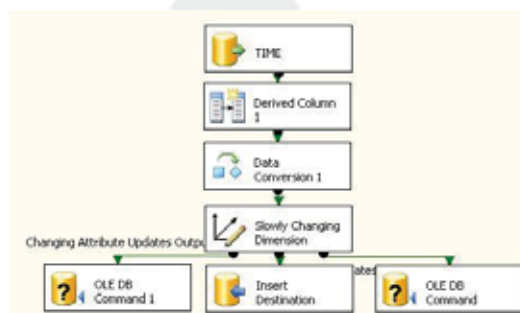 TIME
Derived Column
1
Data
Conversion 1
Slowly Changing
Dimension
Changing Attribute Updates Outpu
OLE DB
Command 1
Insert
Destination
OLE DB
Command